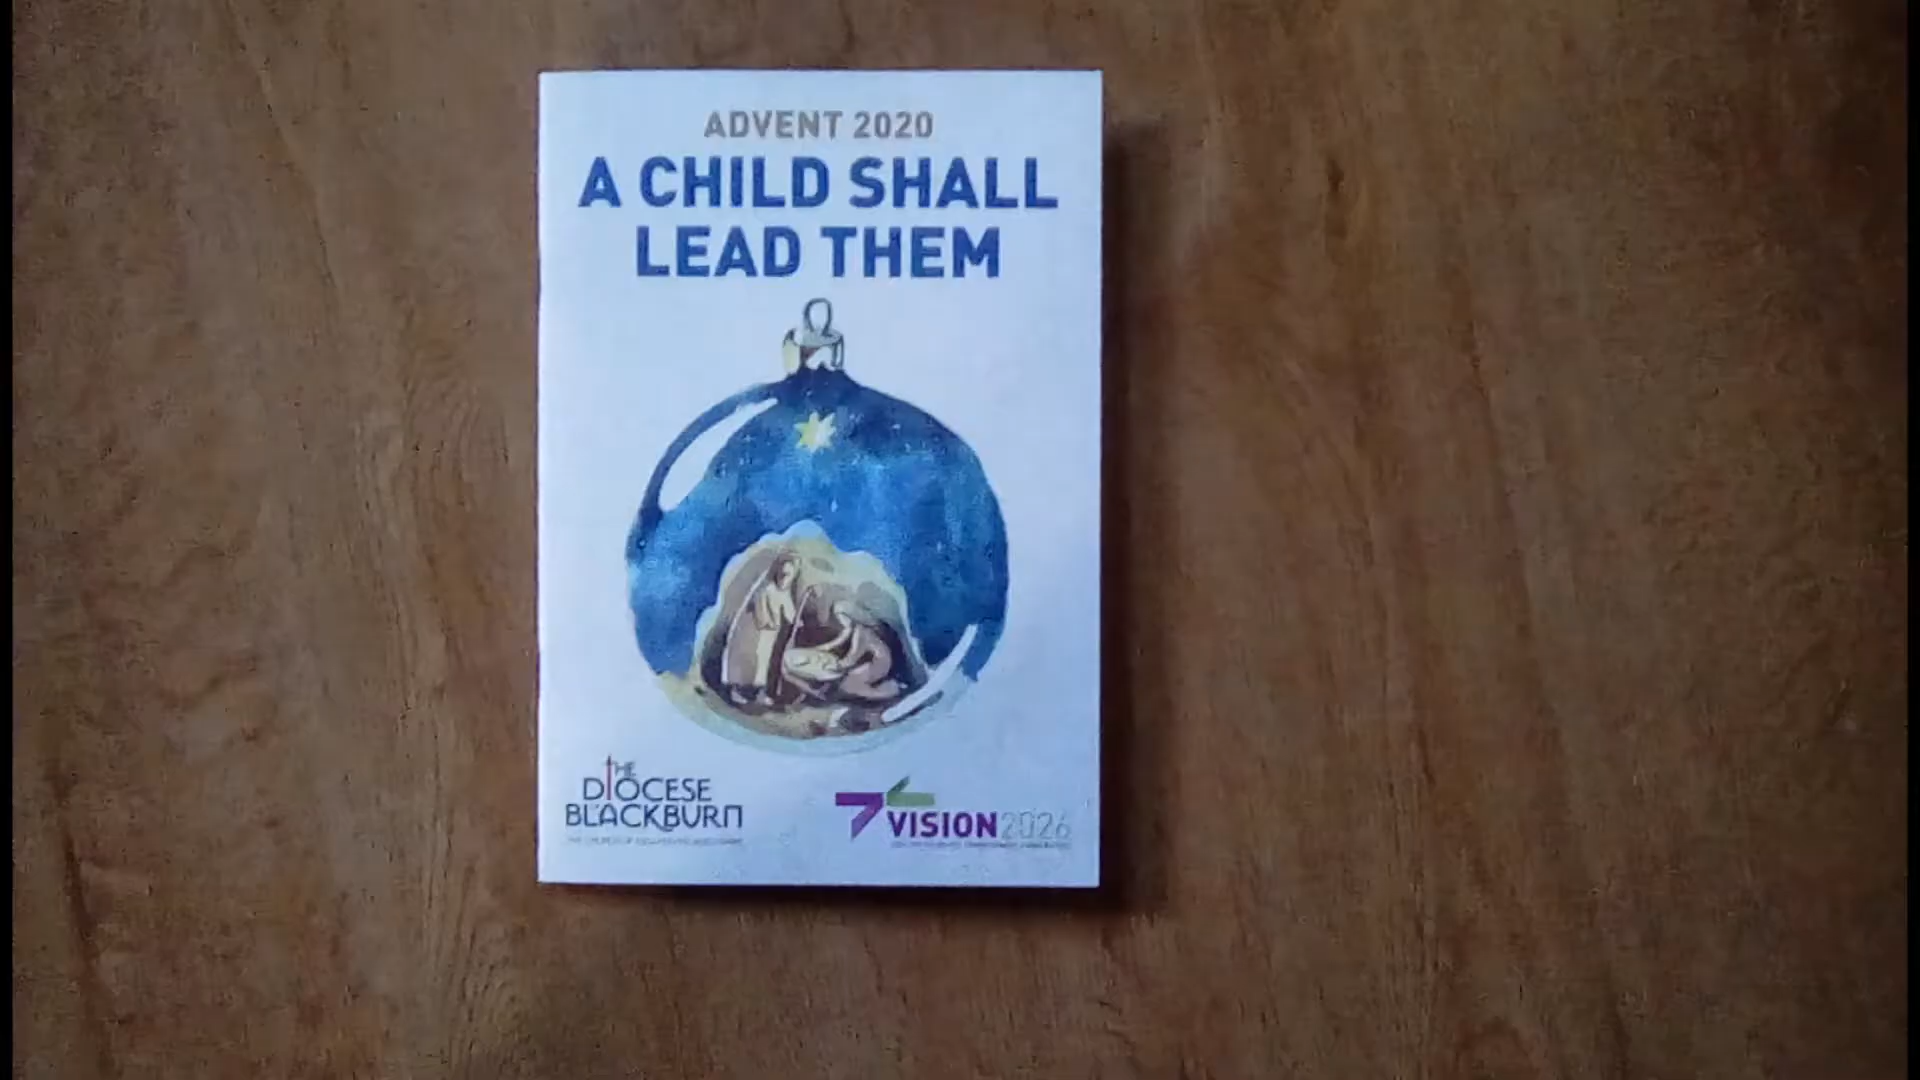 ADVENT 2020
A CHILD SHALL
LEAD THEM
THE
DIOCESE
BLACKBURN
VISION2026